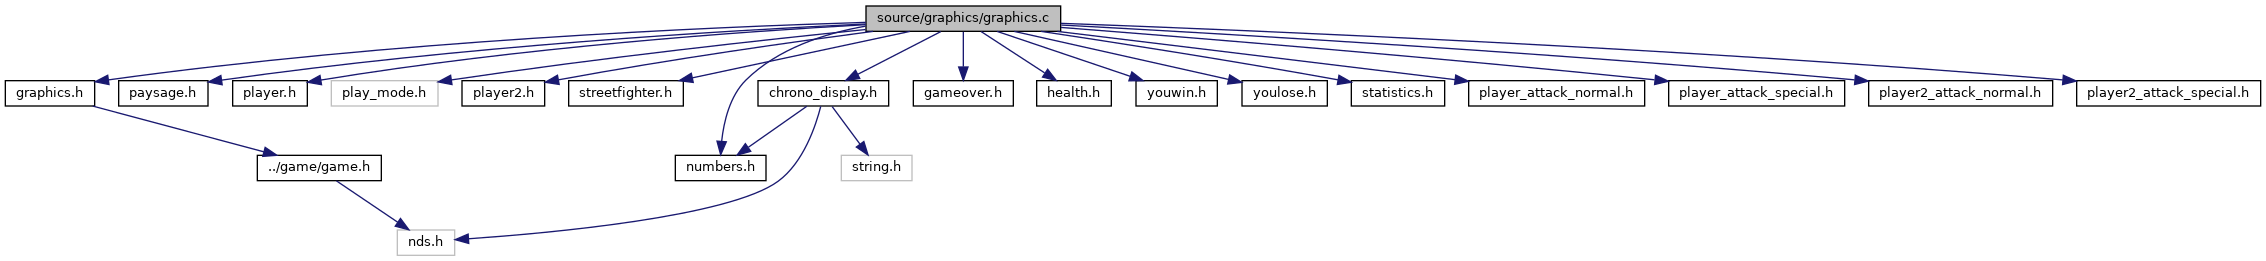 source/graphics/graphics.c
graphics.h
paysage.h
player.h
play_mode.h
player2.h
streetfighter.h
chrono_display.h
gameover.h
health.h
youwin.h
youlose.h
statistics.h
player_attack_normal.h
player_attack_special.h
player2_attack_normal.h
player2_attack_special.h
../game/game.h
numbers.h
string.h
nds.h